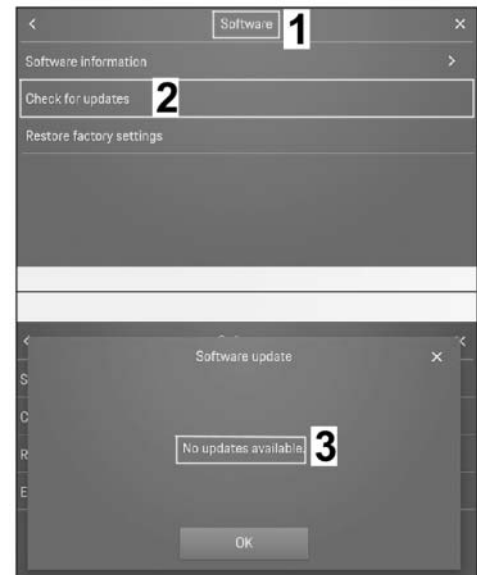 < Software ×
1
Software information >
Check for updates
2
Restore factory settings
< ×
Software update ×
S
C
No updates available.
3
R
E
OK